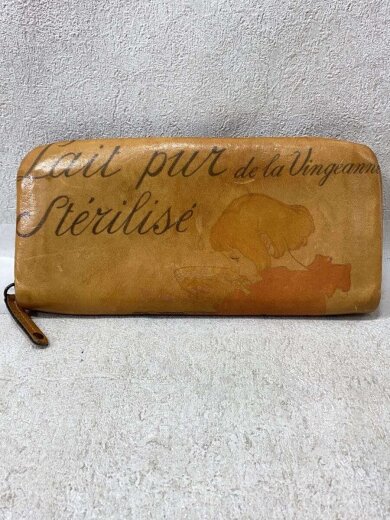 Lait pur de la Vingeanne
Stérilisé